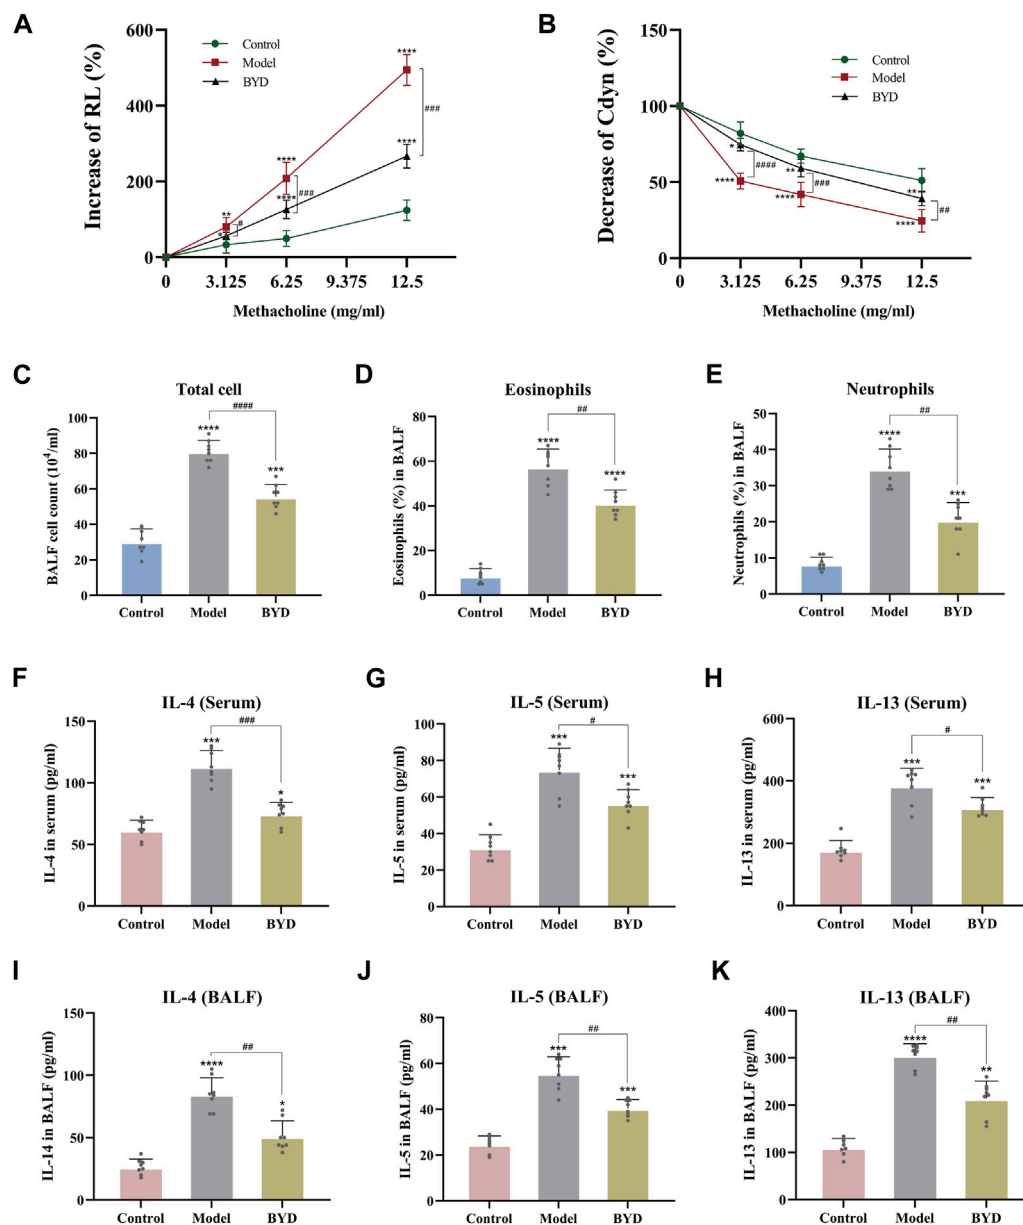 A
Increase of RL (%)
600
400
200
0
Control
Model
BYD
****
###
****
****
###
****
**
#
*
0 3.125 6.25 9.375 12.5
Methacholine (mg/ml)
B
Decrease of Cdyn (%)
150
100
50
0
Control
Model
BYD
*
####
****
**
###
****
**
##
****
0 3.125 6.25 9.375 12.5
Methacholine (mg/ml)
C
Total cell
BALF cell count (10⁴/ml)
100
80
60
40
20
0
####
****
***
Control Model BYD
D
Eosinophils
Eosinophils (%) in BALF
80
60
40
20
0
##
****
****
Control Model BYD
E
Neutrophils
Neutrophils (%) in BALF
50
40
30
20
10
0
##
****
***
Control Model BYD
F
IL-4 (Serum)
IL-4 in serum (pg/ml)
150
100
50
0
###
***
*
Control Model BYD
G
IL-5 (Serum)
IL-5 in serum (pg/ml)
100
80
60
40
20
0
#
***
***
Control Model BYD
H
IL-13 (Serum)
IL-13 in serum (pg/ml)
600
400
200
0
#
***
***
Control Model BYD
I
IL-4 (BALF)
IL-14 in BALF (pg/ml)
150
100
50
0
##
****
*
Control Model BYD
J
IL-5 (BALF)
IL-5 in BALF (pg/ml)
80
60
40
20
0
##
***
***
Control Model BYD
K
IL-13 (BALF)
IL-13 in BALF (pg/ml)
400
300
200
100
0
##
****
**
Control Model BYD